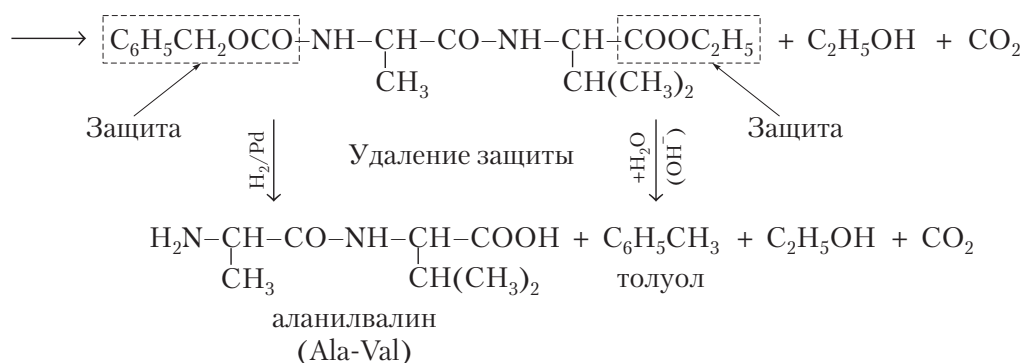 C₆H₅CH₂OCO–NH–CH–CO–NH–CH–COOC₂H₅ + C₂H₅OH + CO₂
CH₃ CH(CH₃)₂
Защита Защита
H₂/Pd Удаление защиты +H₂O (OH⁻)
H₂N–CH–CO–NH–CH–COOH + C₆H₅CH₃ + C₂H₅OH + CO₂
CH₃ CH(CH₃)₂ толуол
аланилвалин
(Ala-Val)